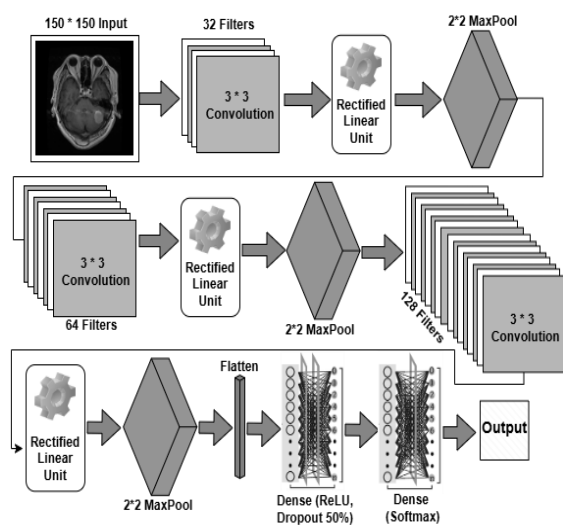 150 * 150 Input
32 Filters
3 * 3
Convolution
Rectified
Linear
Unit
2*2 MaxPool
3 * 3
Convolution
64 Filters
Rectified
Linear
Unit
2*2 MaxPool
128 Filters
3 * 3
Convolution
Rectified
Linear
Unit
2*2 MaxPool
Flatten
Dense (ReLU,
Dropout 50%)
Dense
(Softmax)
Output